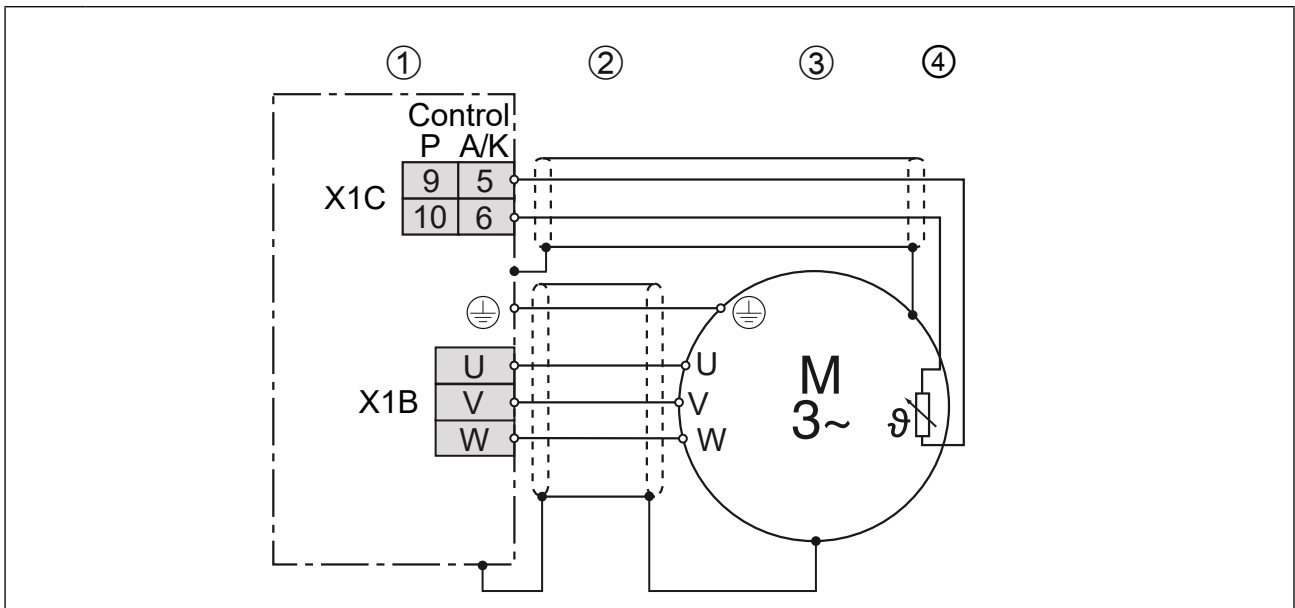 ① ② ③ ④
Control
P A/K
X1C 9 5
10 6
U U
X1B V V
W W
M
3~ ϑ